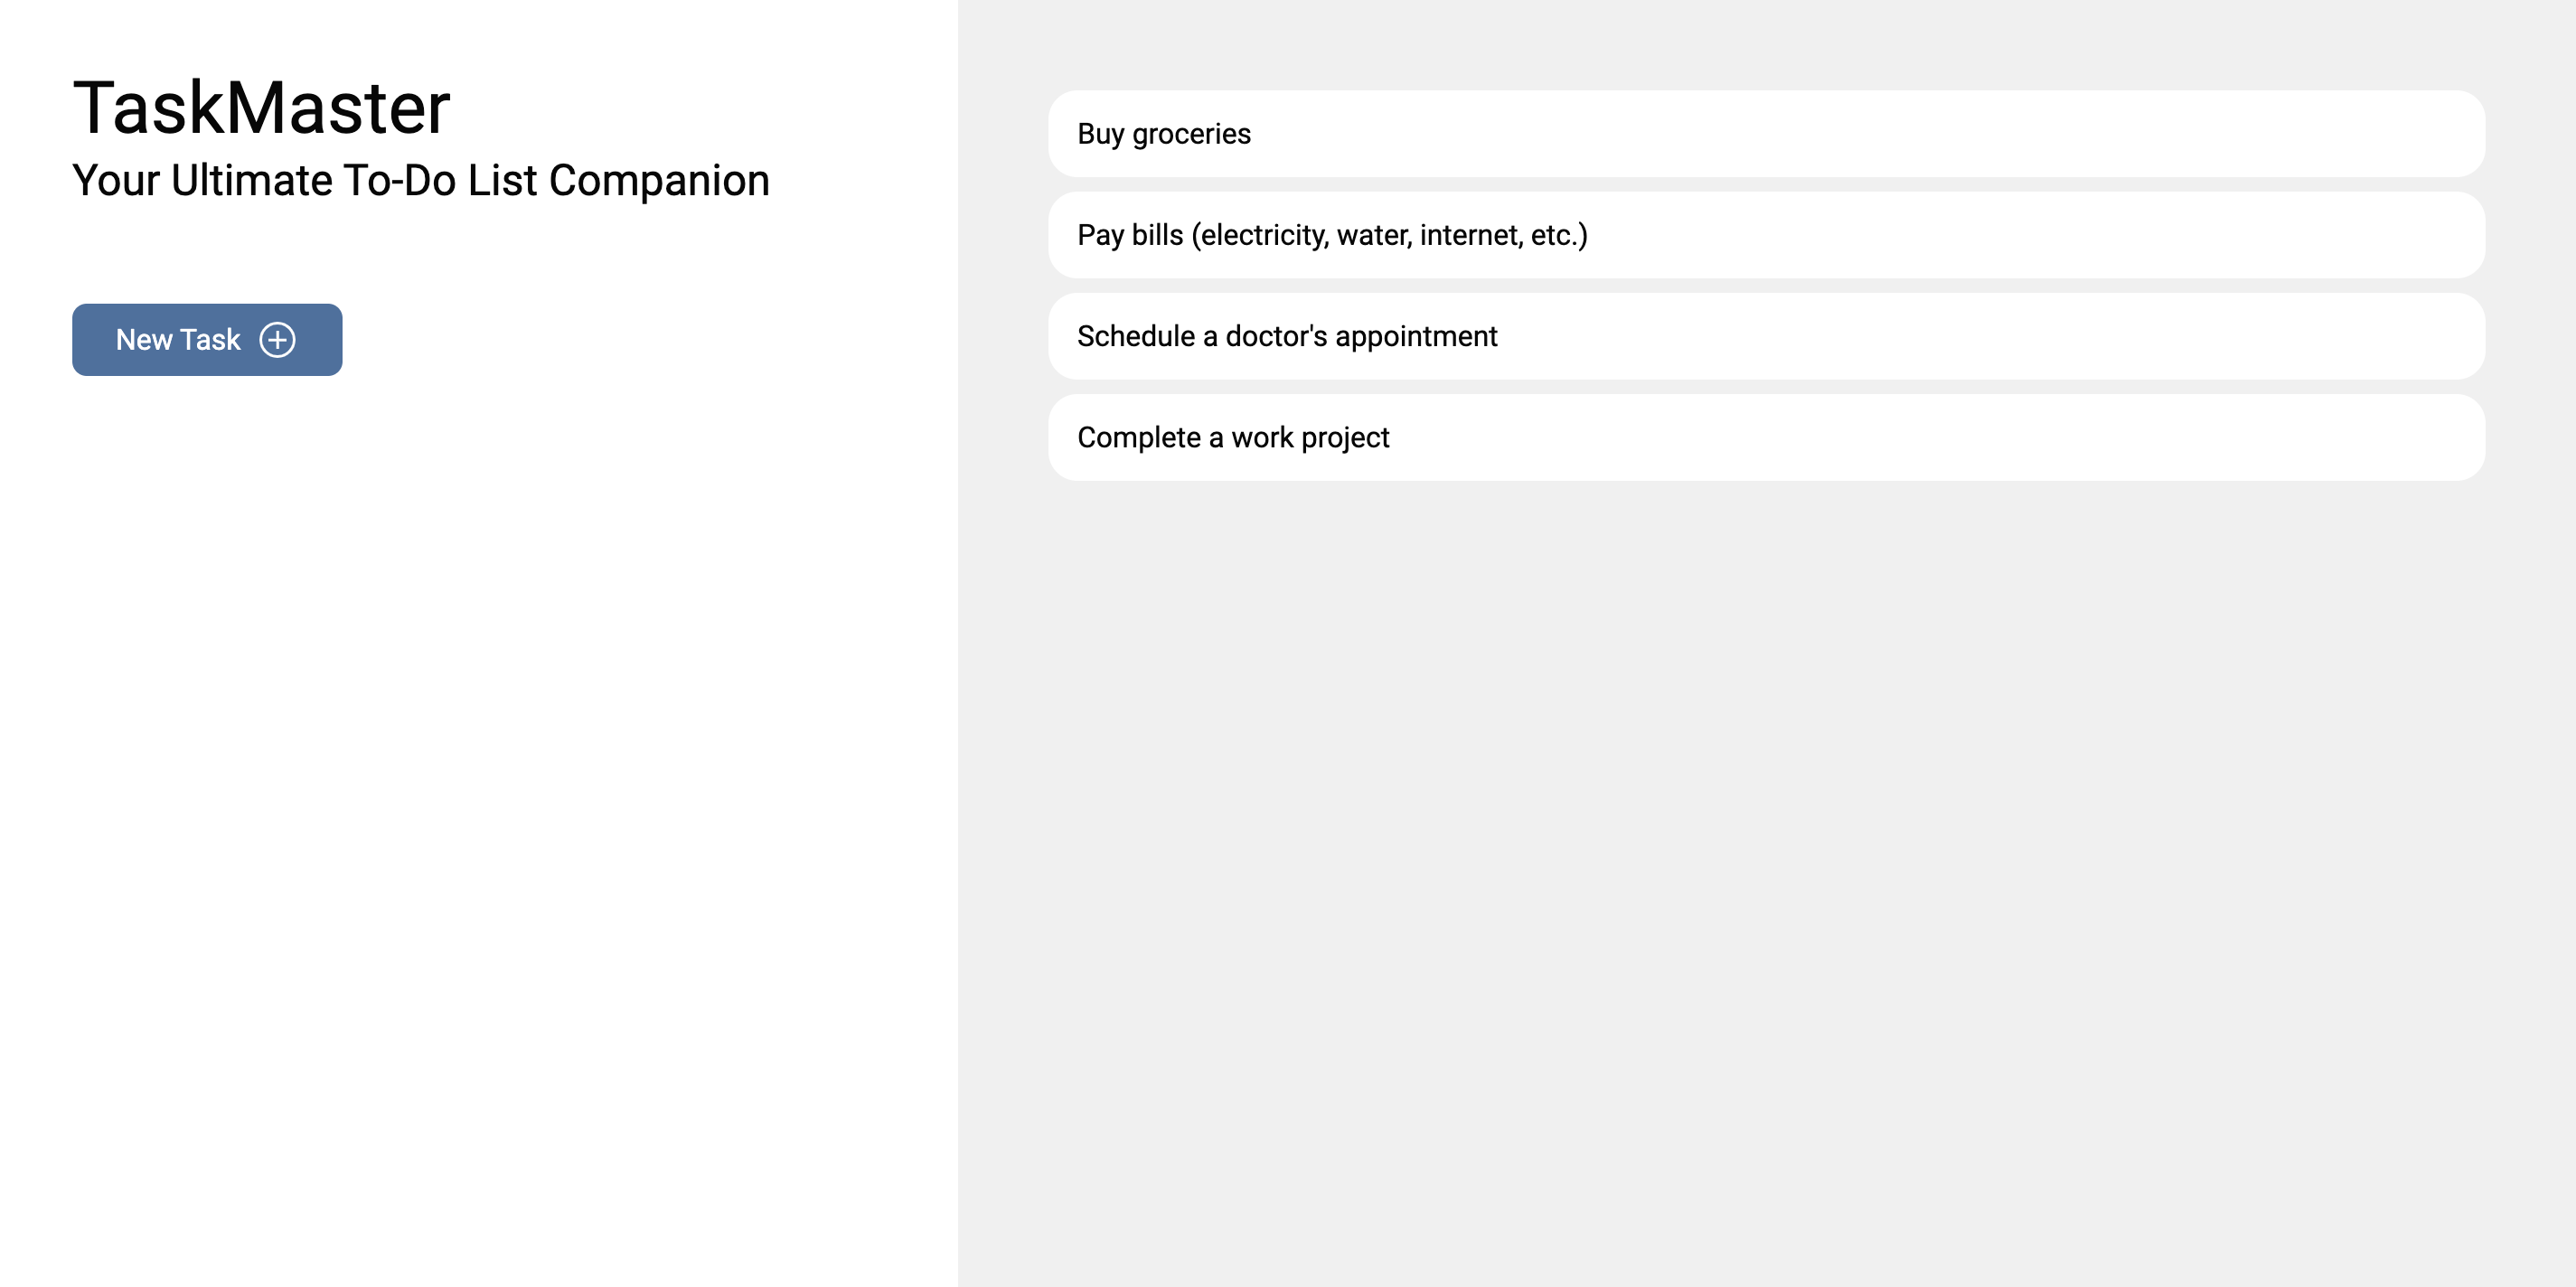 TaskMaster
Your Ultimate To-Do List Companion
New Task
Buy groceries
Pay bills (electricity, water, internet, etc.)
Schedule a doctor's appointment
Complete a work project